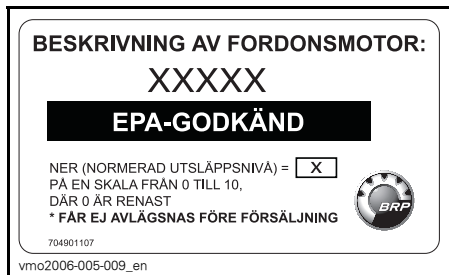 BESKRIVNING AV FORDONSMOTOR:
XXXXX
EPA-GODKÄND
NER (NORMERAD UTSLÄPPSNIVÅ) = X
PÅ EN SKALA FRÅN 0 TILL 10,
DÄR 0 ÄR RENAST
* FÅR EJ AVLÄGSNAS FÖRE FÖRSÄLJNING
BRP
704901107
vmo2006-005-009_en